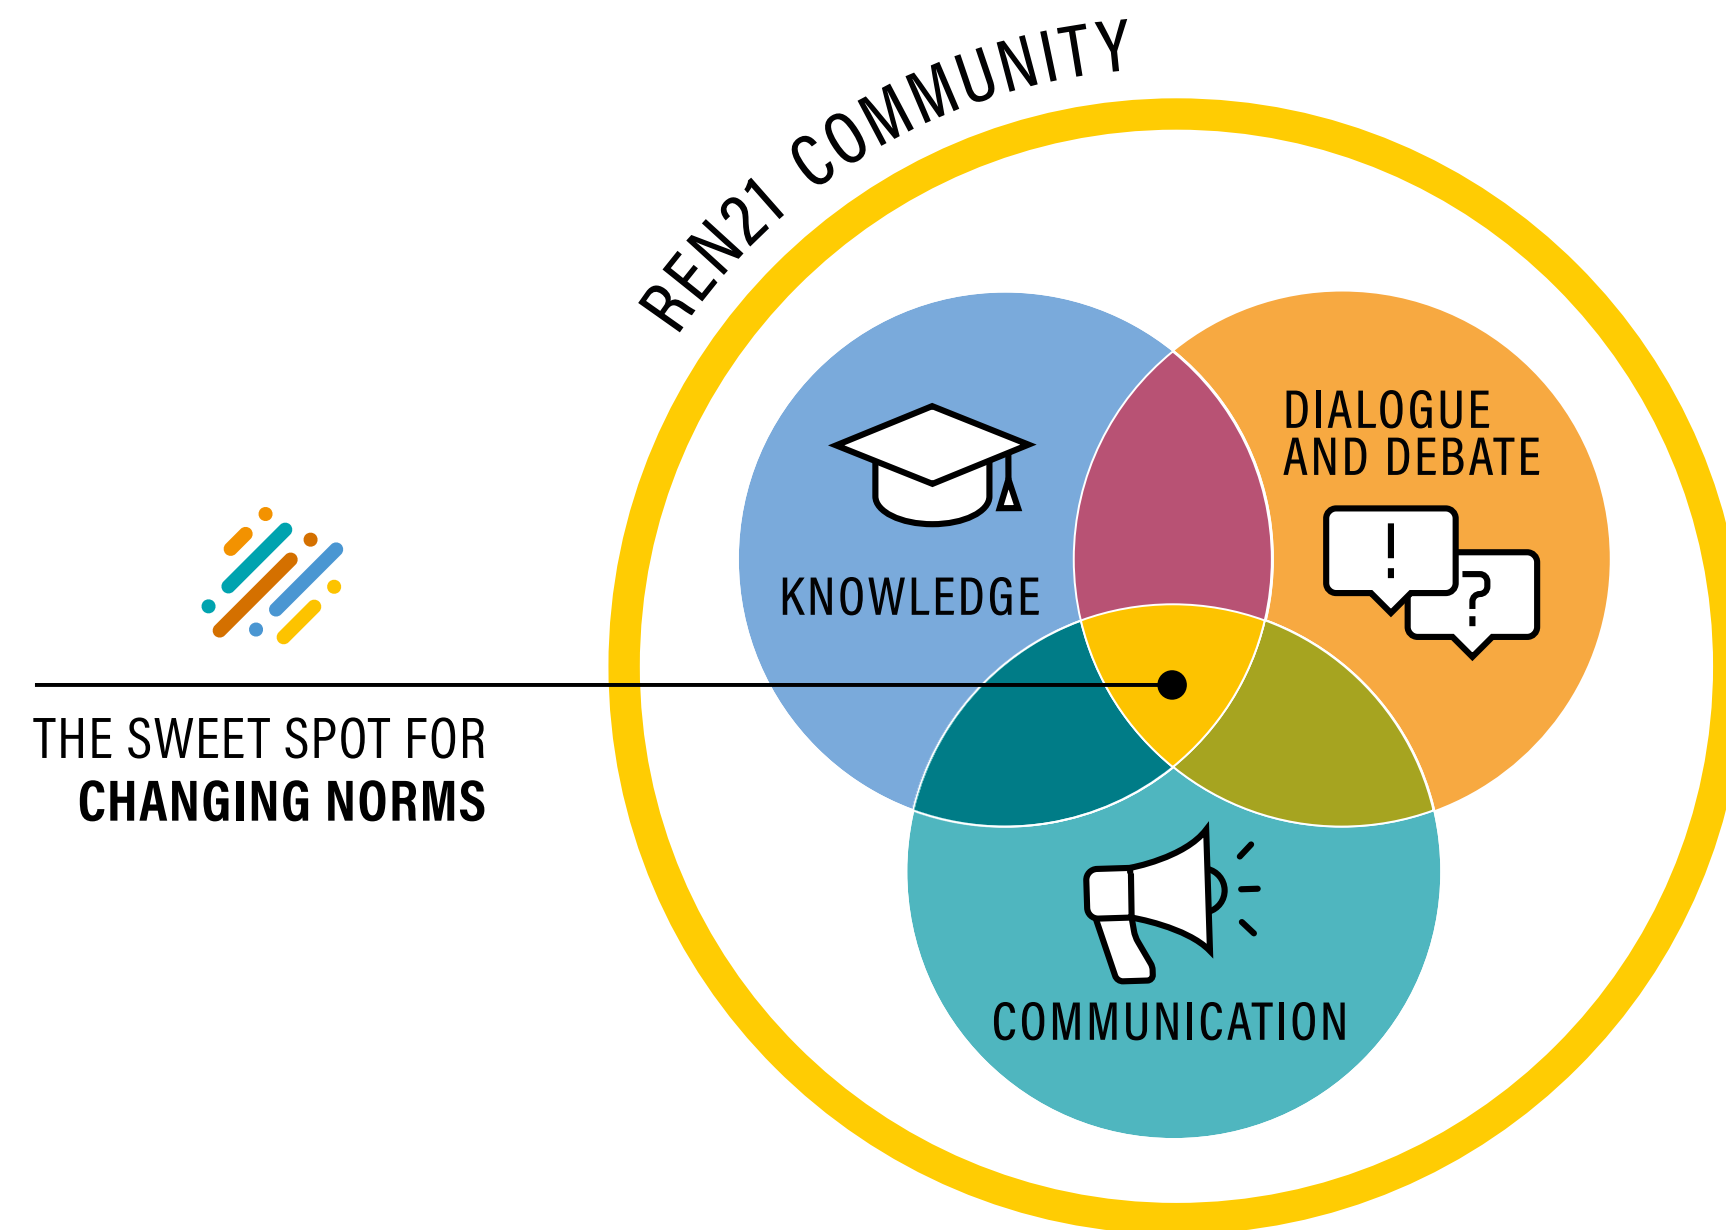 REN21 COMMUNITY
DIALOGUE
AND DEBATE
!
?
KNOWLEDGE
THE SWEET SPOT FOR
CHANGING NORMS
COMMUNICATION